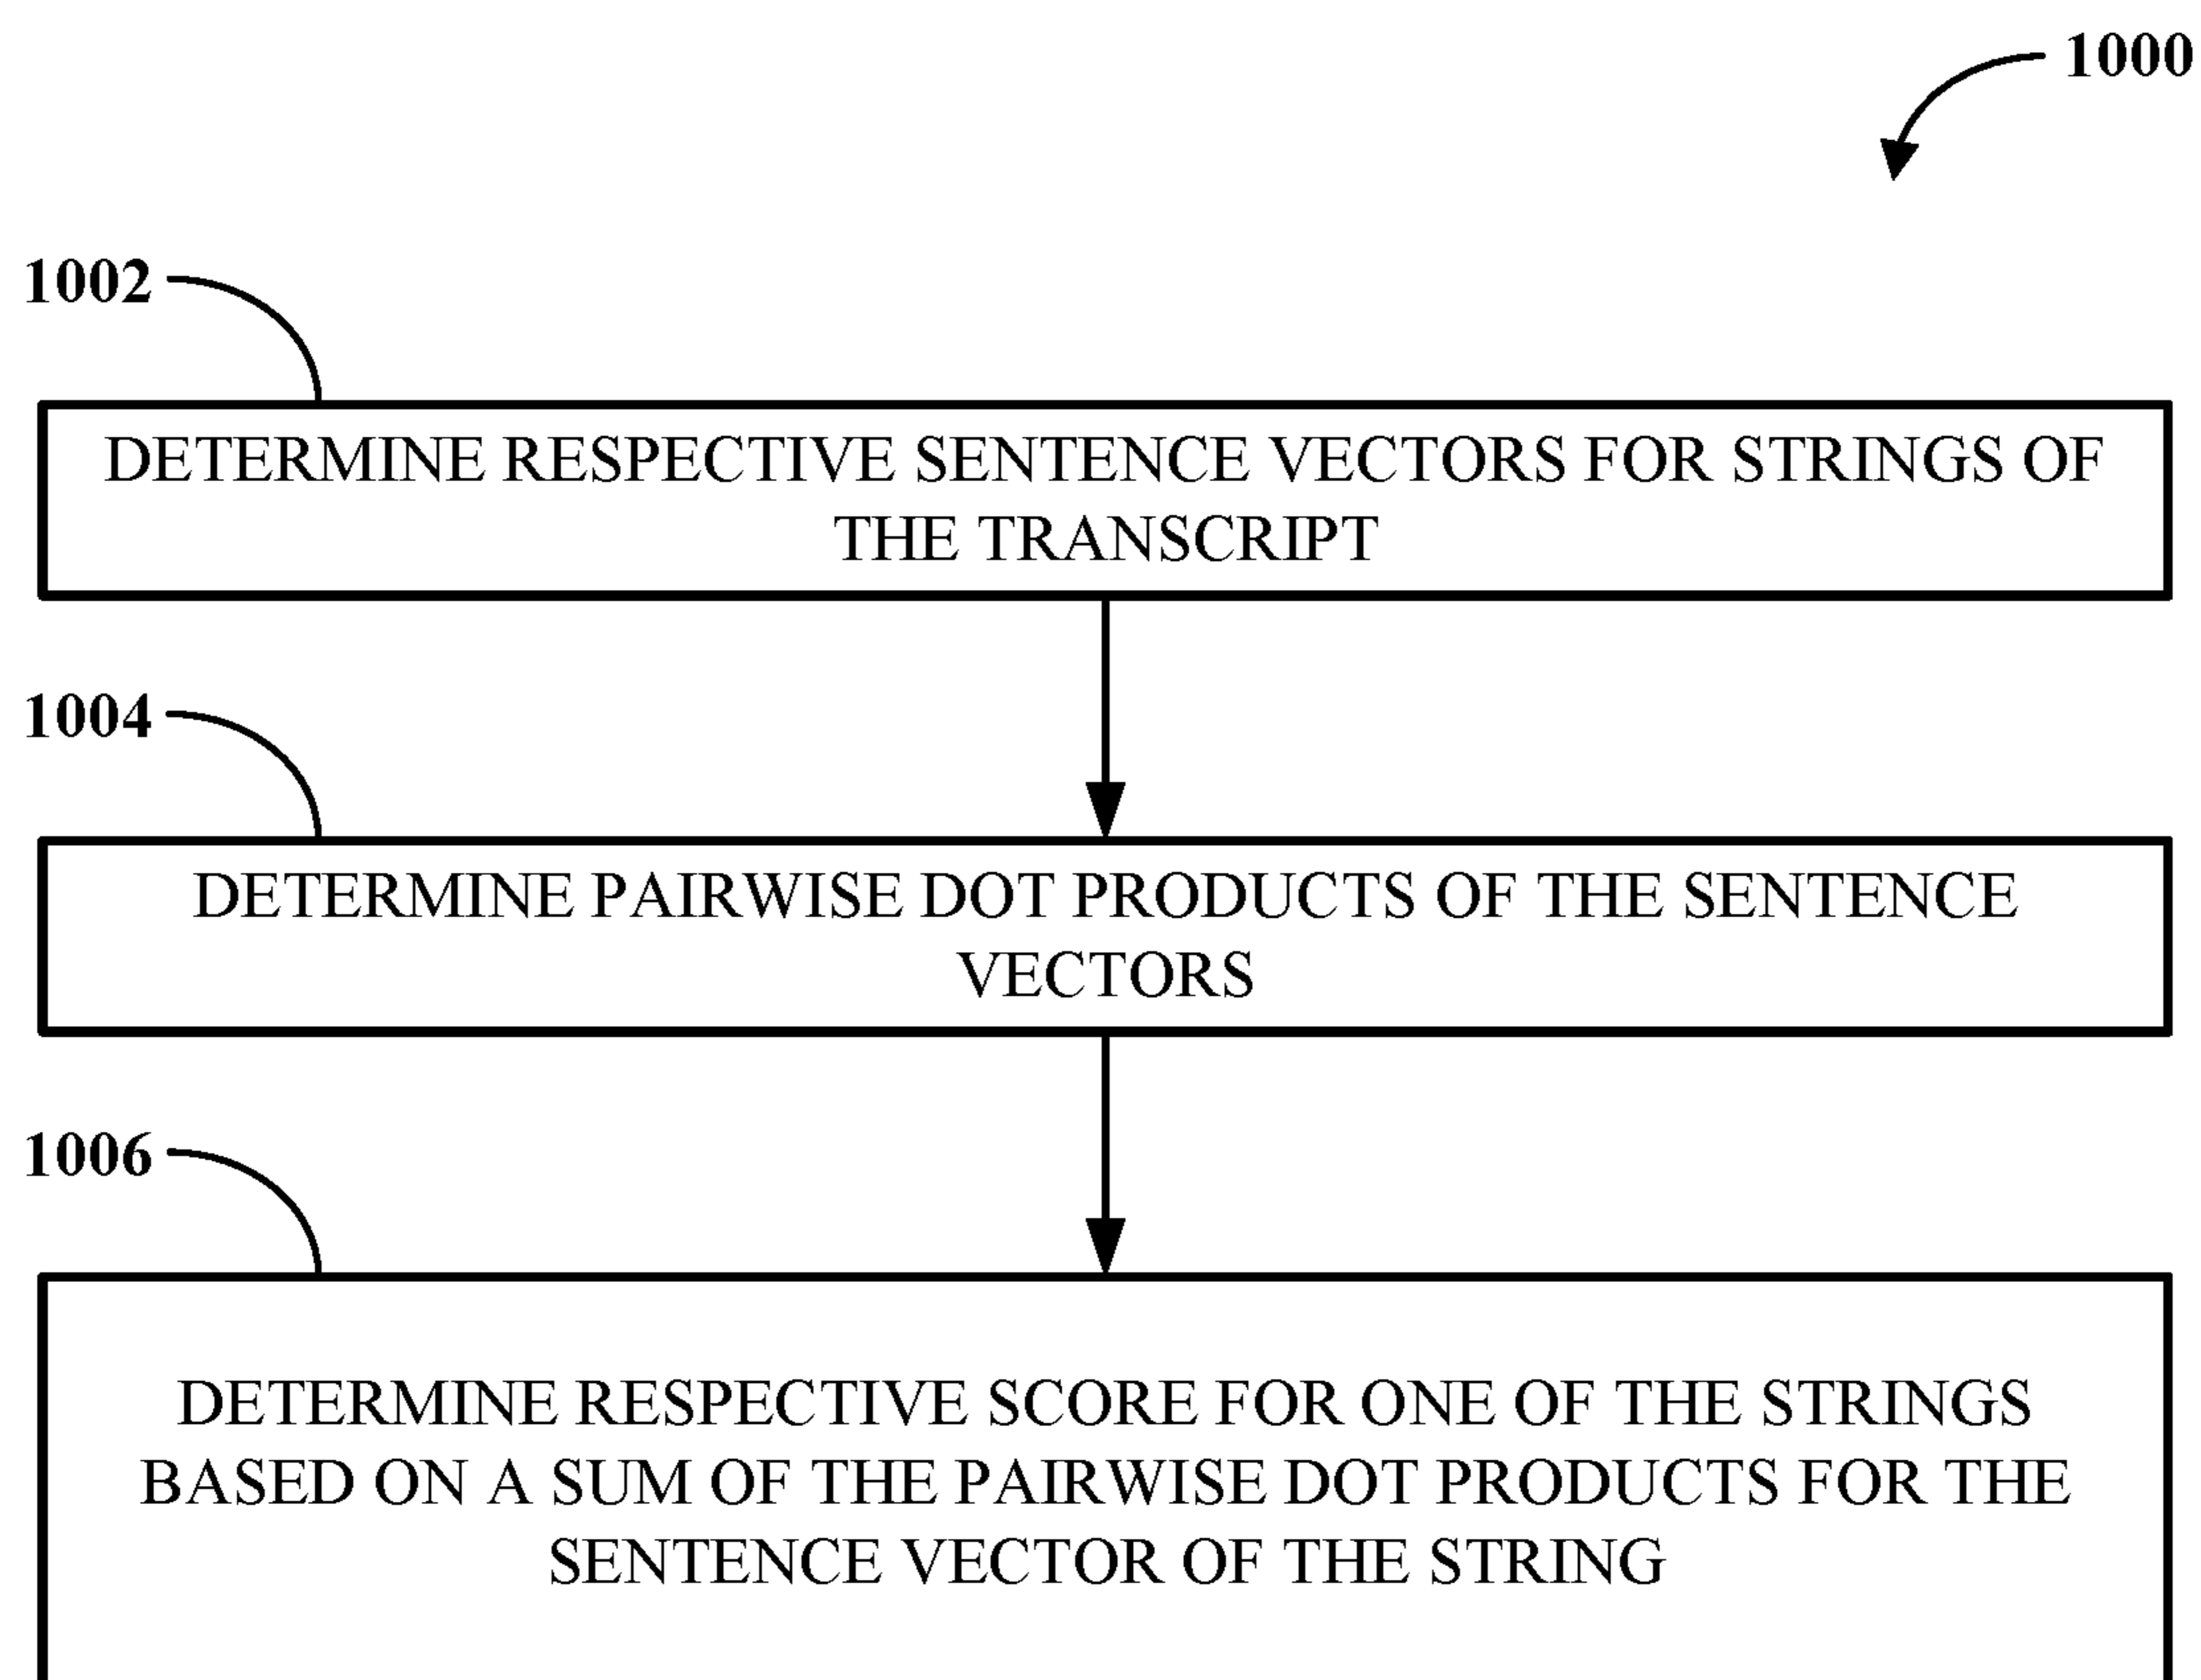 1000
1002
DETERMINE RESPECTIVE SENTENCE VECTORS FOR STRINGS OF
THE TRANSCRIPT
1004
DETERMINE PAIRWISE DOT PRODUCTS OF THE SENTENCE
VECTORS
1006
DETERMINE RESPECTIVE SCORE FOR ONE OF THE STRINGS
BASED ON A SUM OF THE PAIRWISE DOT PRODUCTS FOR THE
SENTENCE VECTOR OF THE STRING